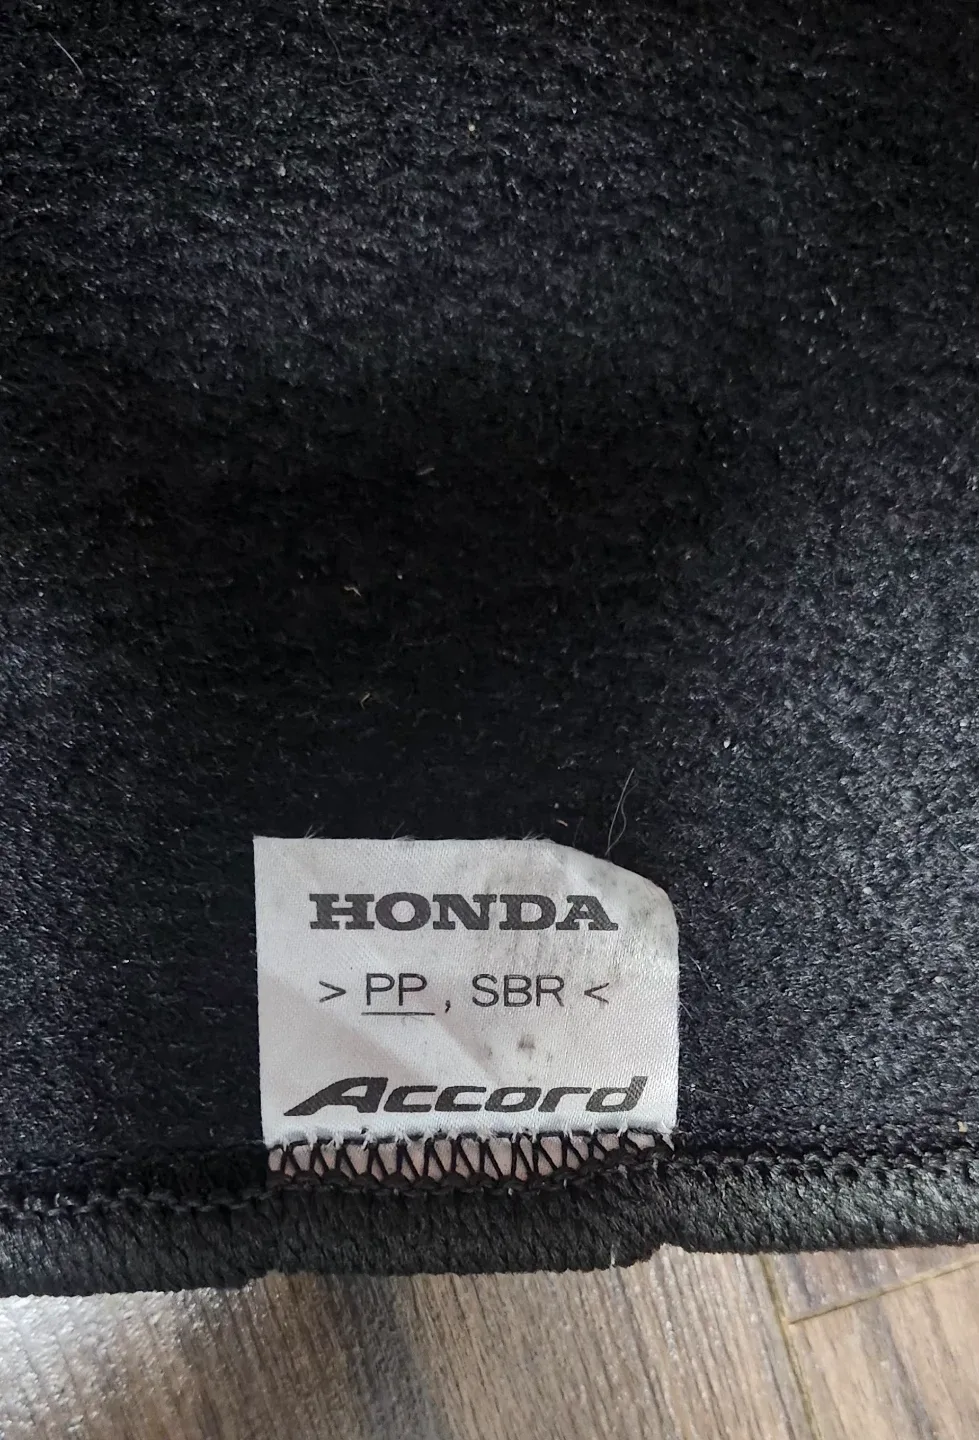 HONDA
> PP , SBR <
Accord